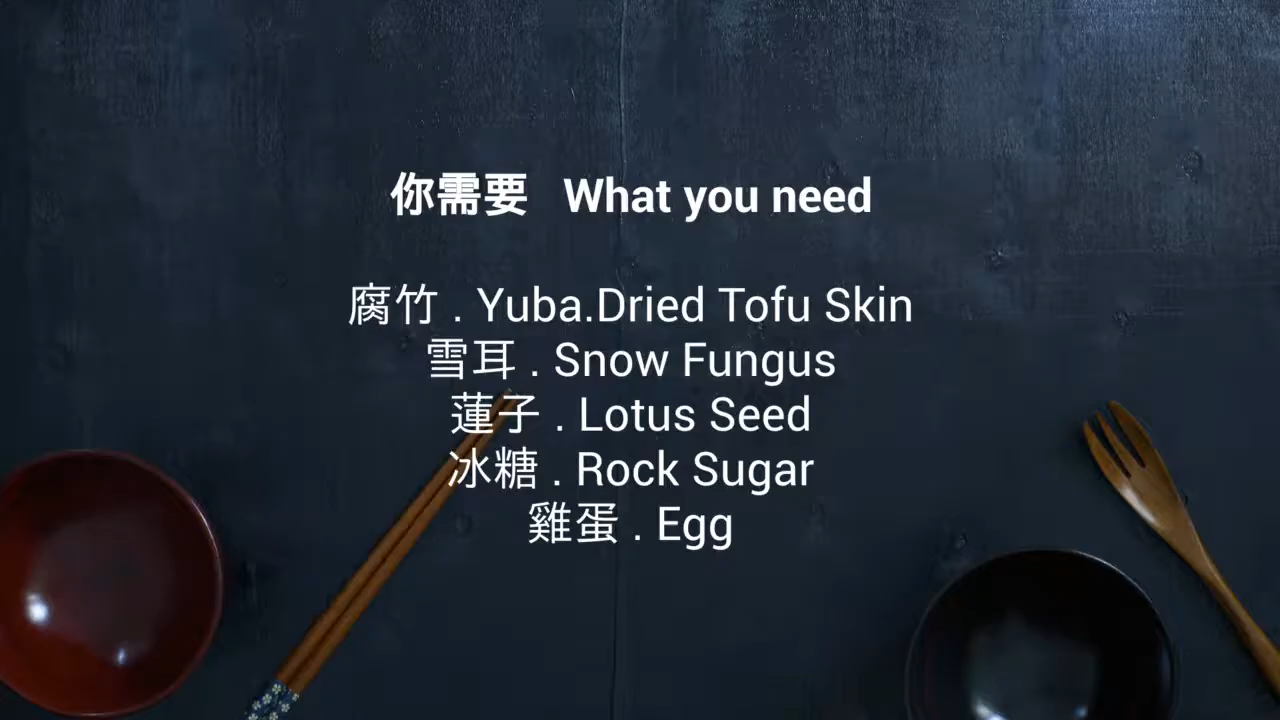 你需要 What you need
腐竹 . Yuba.Dried Tofu Skin
雪耳 . Snow Fungus
蓮子 . Lotus Seed
冰糖 . Rock Sugar
雞蛋 . Egg